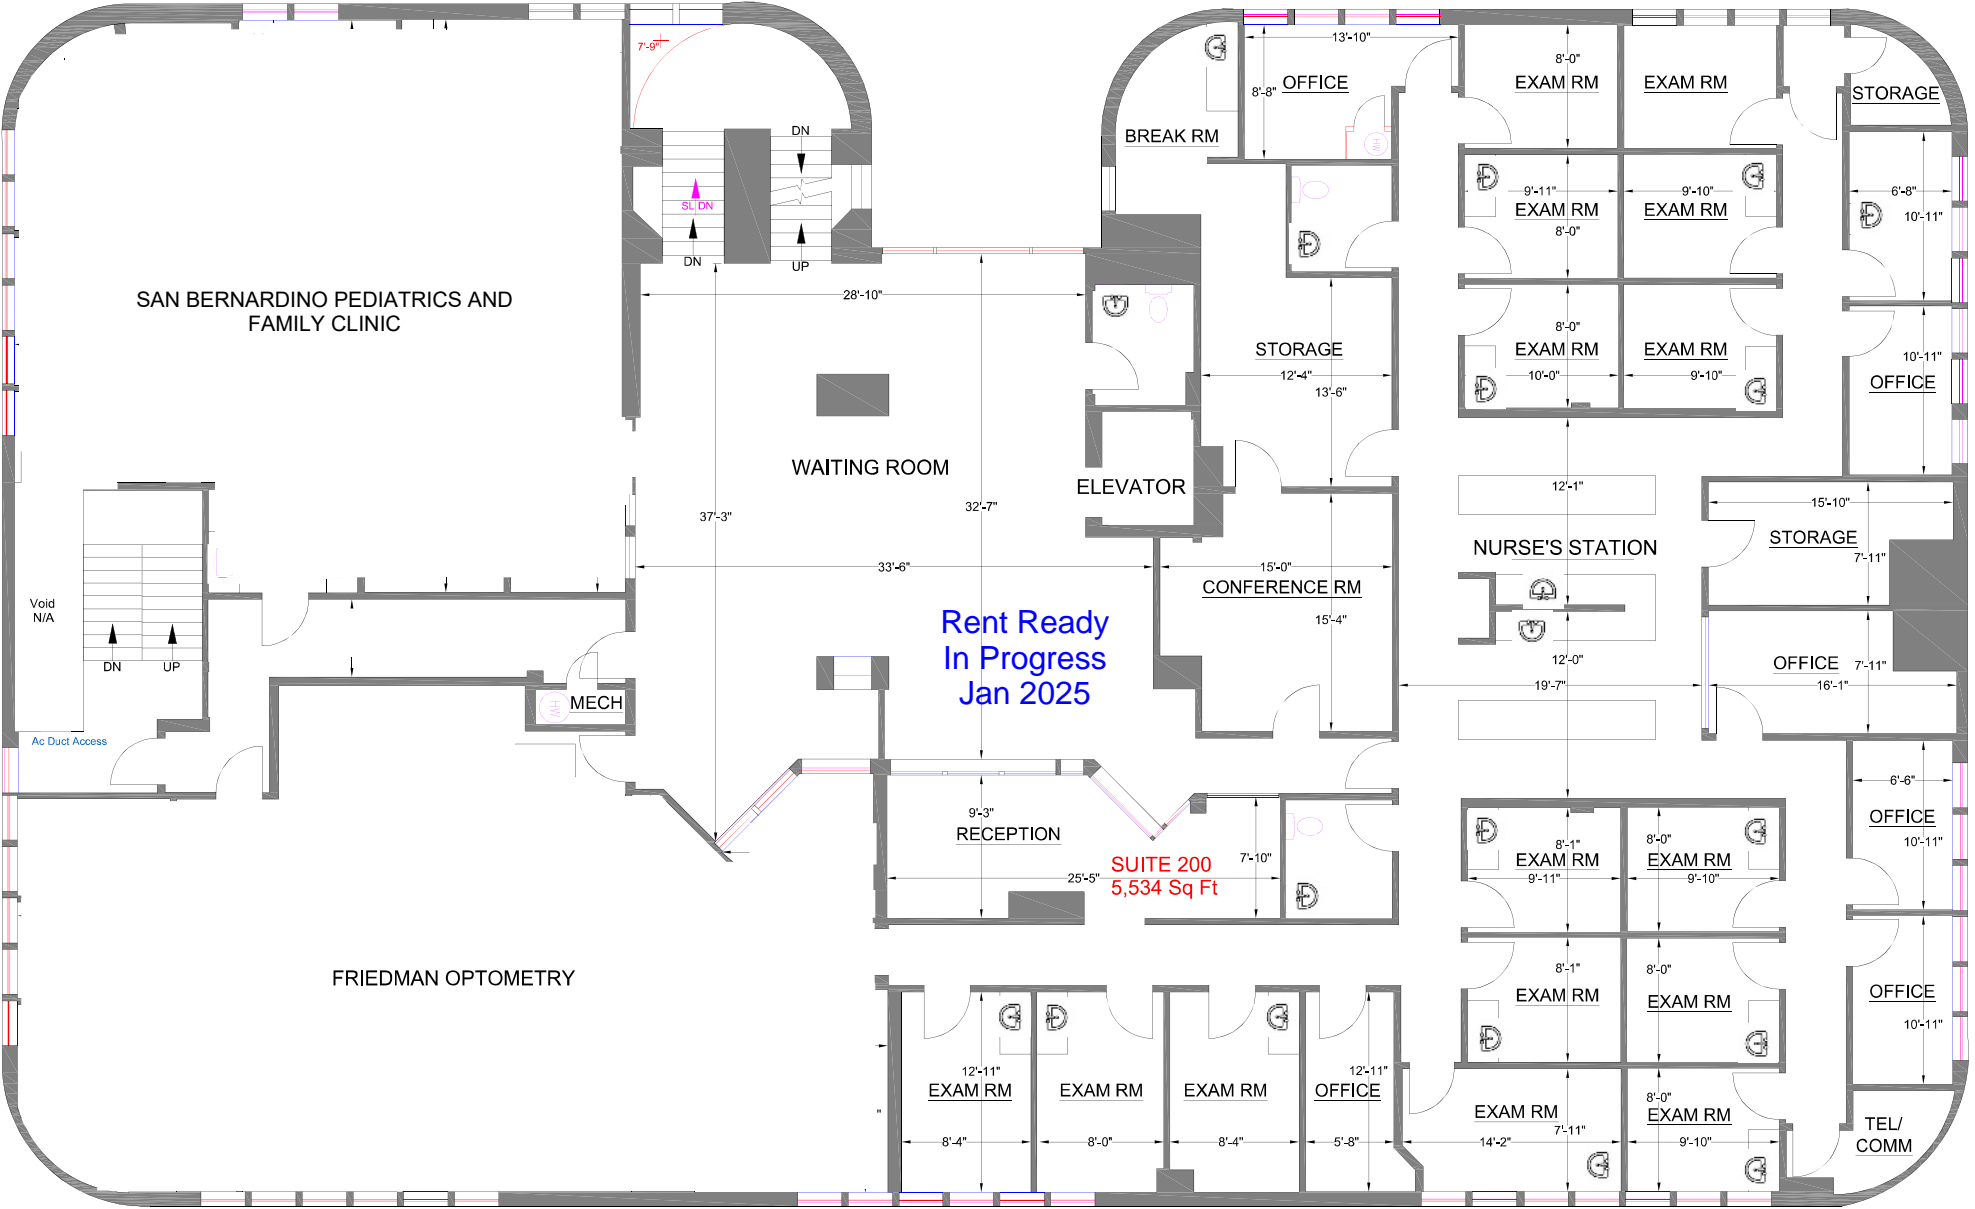 7'-9"
13'-10"
OFFICE
8'-8"
HW
BREAK RM
8'-0"
EXAM RM
EXAM RM
STORAGE
DN
SL DN
DN
UP
9'-11"
EXAM RM
8'-0"
9'-10"
EXAM RM
6'-8"
10'-11"
SAN BERNARDINO PEDIATRICS AND
FAMILY CLINIC
28'-10"
STORAGE
12'-4"
13'-6"
8'-0"
EXAM RM
10'-0"
EXAM RM
9'-10"
10'-11"
OFFICE
WAITING ROOM
ELEVATOR
37'-3"
32'-7"
12'-1"
NURSE'S STATION
15'-10"
STORAGE
7'-11"
33'-6"
15'-0"
CONFERENCE RM
15'-4"
Void
N/A
DN
UP
Rent Ready
In Progress
Jan 2025
12'-0"
19'-7"
OFFICE
7'-11"
16'-1"
HW
MECH
Ac Duct Access
9'-3"
RECEPTION
25'-5"
SUITE 200
5,534 Sq Ft
7'-10"
8'-1"
EXAM RM
9'-11"
8'-0"
EXAM RM
9'-10"
6'-6"
OFFICE
10'-11"
FRIEDMAN OPTOMETRY
8'-1"
EXAM RM
8'-0"
EXAM RM
OFFICE
10'-11"
12'-11"
EXAM RM
8'-4"
EXAM RM
8'-0"
EXAM RM
8'-4"
12'-11"
OFFICE
5'-8"
EXAM RM
7'-11"
14'-2"
8'-0"
EXAM RM
9'-10"
TEL/
COMM